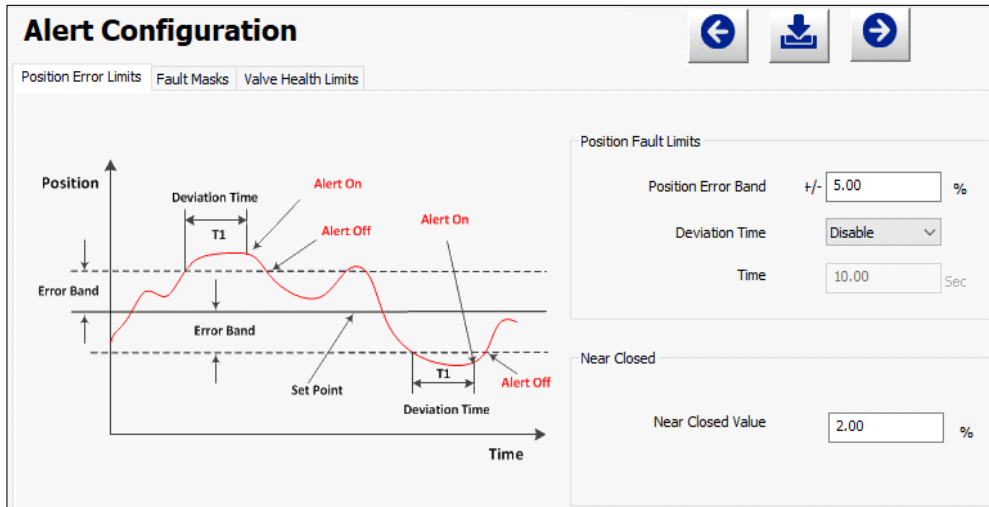 Alert Configuration
Position Error Limits Fault Masks Valve Health Limits
Position
Deviation Time
T1
Alert On
Alert Off
Alert On
Error Band
Error Band
Set Point
T1
Alert Off
Deviation Time
Time
Position Fault Limits
Position Error Band +/- 5.00 %
Deviation Time Disable
Time 10.00 Sec
Near Closed
Near Closed Value 2.00 %